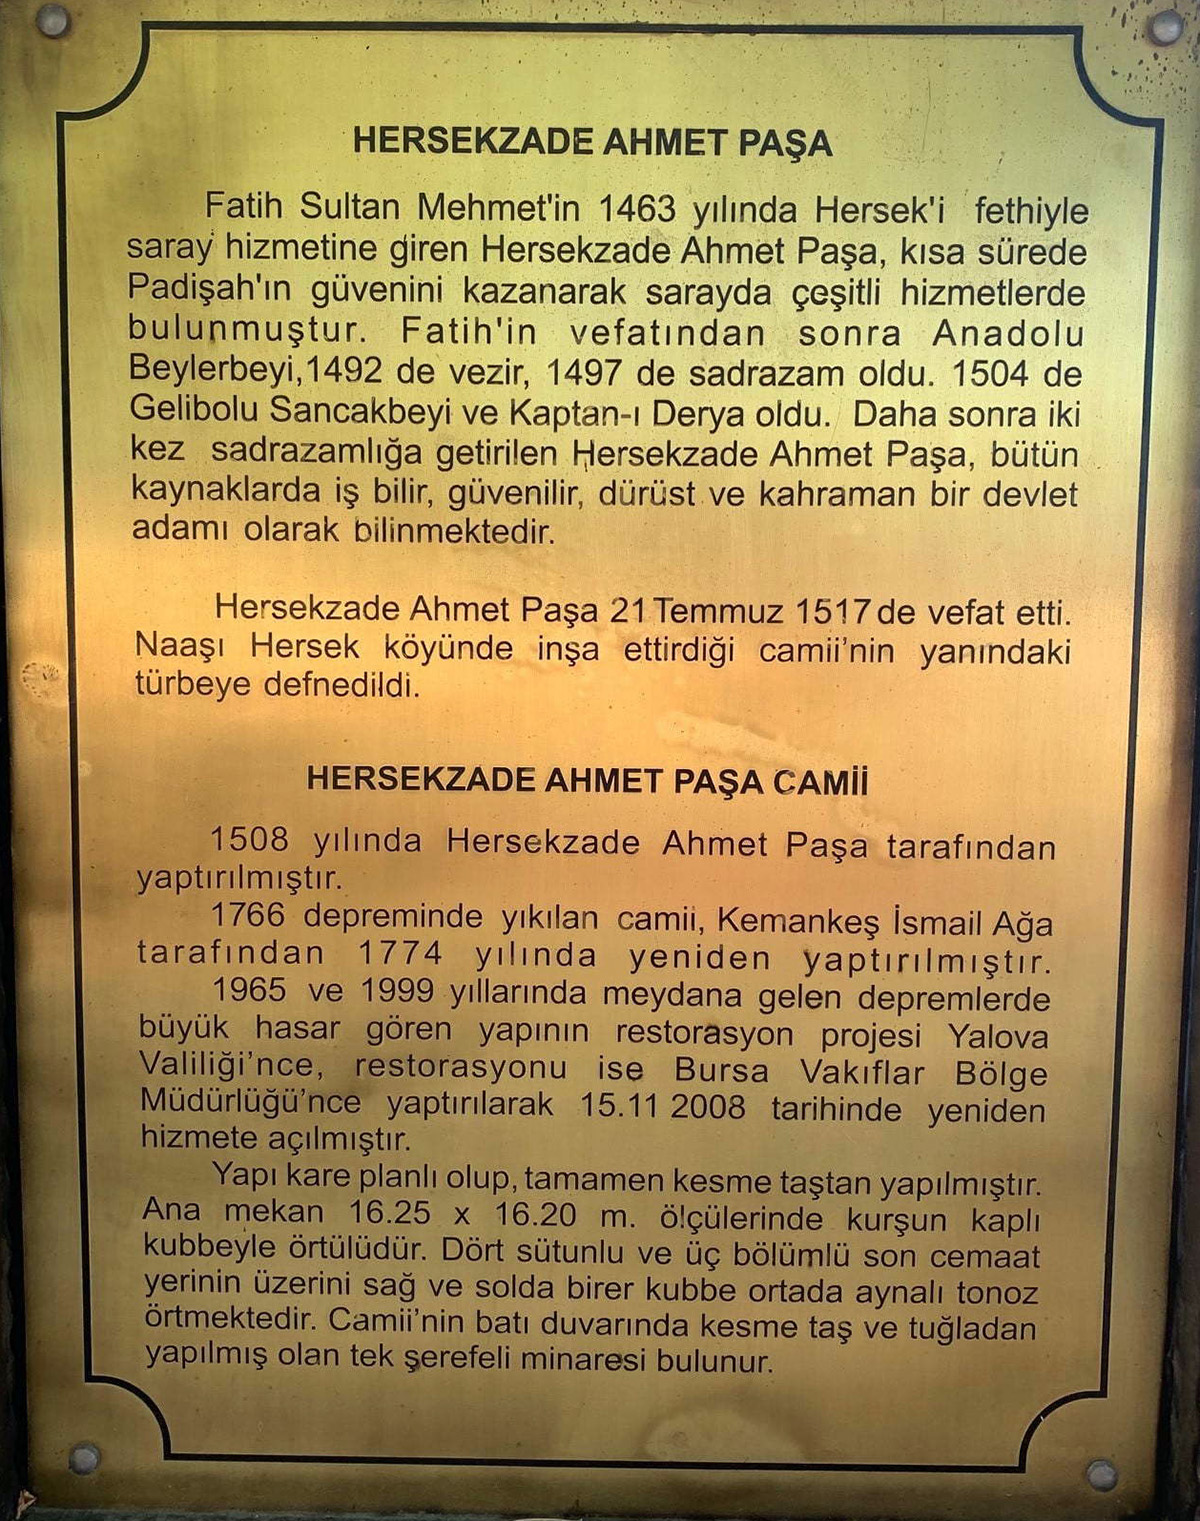 HERSEKZADE AHMET PAŞA
Fatih Sultan Mehmet'in 1463 yılında Hersek'i fethiyle
saray hizmetine giren Hersekzade Ahmet Paşa, kısa sürede
Padişah'ın güvenini kazanarak sarayda çeşitli hizmetlerde
bulunmuştur. Fatih'in vefatından sonra Anadolu
Beylerbeyi,1492 de vezir, 1497 de sadrazam oldu. 1504 de
Gelibolu Sancakbeyi ve Kaptan-ı Derya oldu. Daha sonra iki
kez sadrazamlığa getirilen Hersekzade Ahmet Paşa, bütün
kaynaklarda iş bilir, güvenilir, dürüst ve kahraman bir devlet
adamı olarak bilinmektedir.
Hersekzade Ahmet Paşa 21 Temmuz 1517 de vefat etti.
Naaşı Hersek köyünde inşa ettirdiği camii'nin yanındaki
türbeye defnedildi.
HERSEKZADE AHMET PAŞA CAMİİ
1508 yılında Hersekzade Ahmet Paşa tarafından
yaptırılmıştır.
1766 depreminde yıkılan camii, Kemankeş İsmail Ağa
tarafından 1774 yılında yeniden yaptırılmıştır.
1965 ve 1999 yıllarında meydana gelen depremlerde
büyük hasar gören yapının restorasyon projesi Yalova
Valiliği'nce, restorasyonu ise Bursa Vakıflar Bölge
Müdürlüğü'nce yaptırılarak 15.11 2008 tarihinde yeniden
hizmete açılmıştır.
Yapı kare planlı olup, tamamen kesme taştan yapılmıştır.
Ana mekan 16.25 x 16.20 m. ölçülerinde kurşun kaplı
kubbeyle örtülüdür. Dört sütunlu ve üç bölümlü son cemaat
yerinin üzerini sağ ve solda birer kubbe ortada aynalı tonoz
örtmektedir. Camii'nin batı duvarında kesme taş ve tuğladan
yapılmış olan tek şerefeli minaresi bulunur.